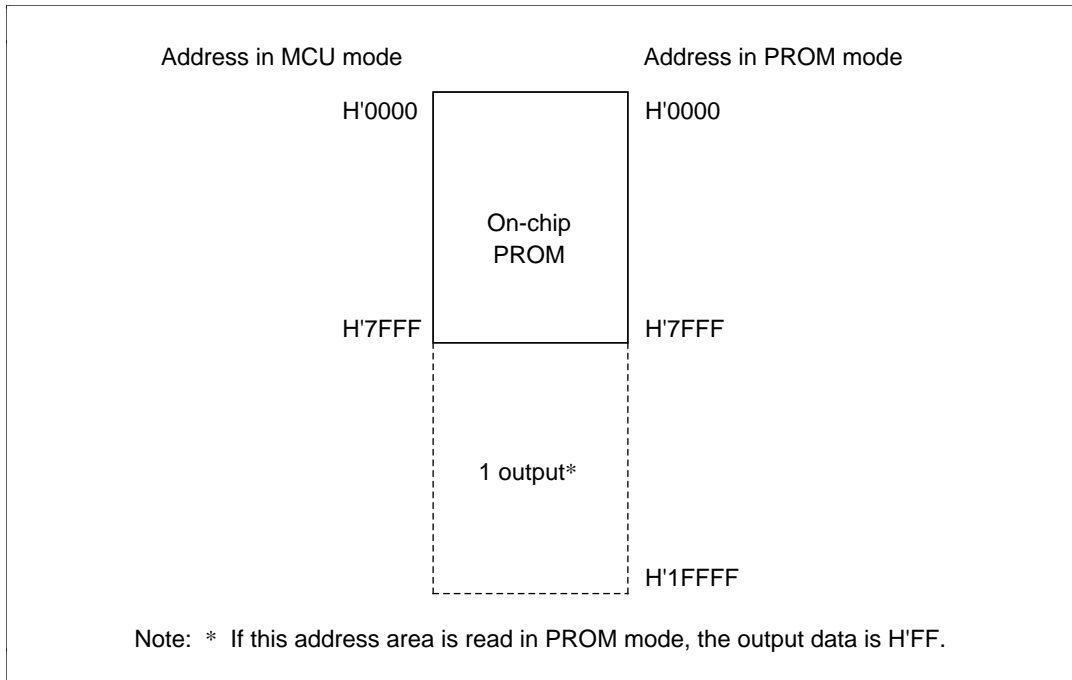 Address in MCU mode
Address in PROM mode
H'0000
H'0000
On-chip
PROM
H'7FFF
H'7FFF
1 output*
H'1FFFF
Note: * If this address area is read in PROM mode, the output data is H'FF.